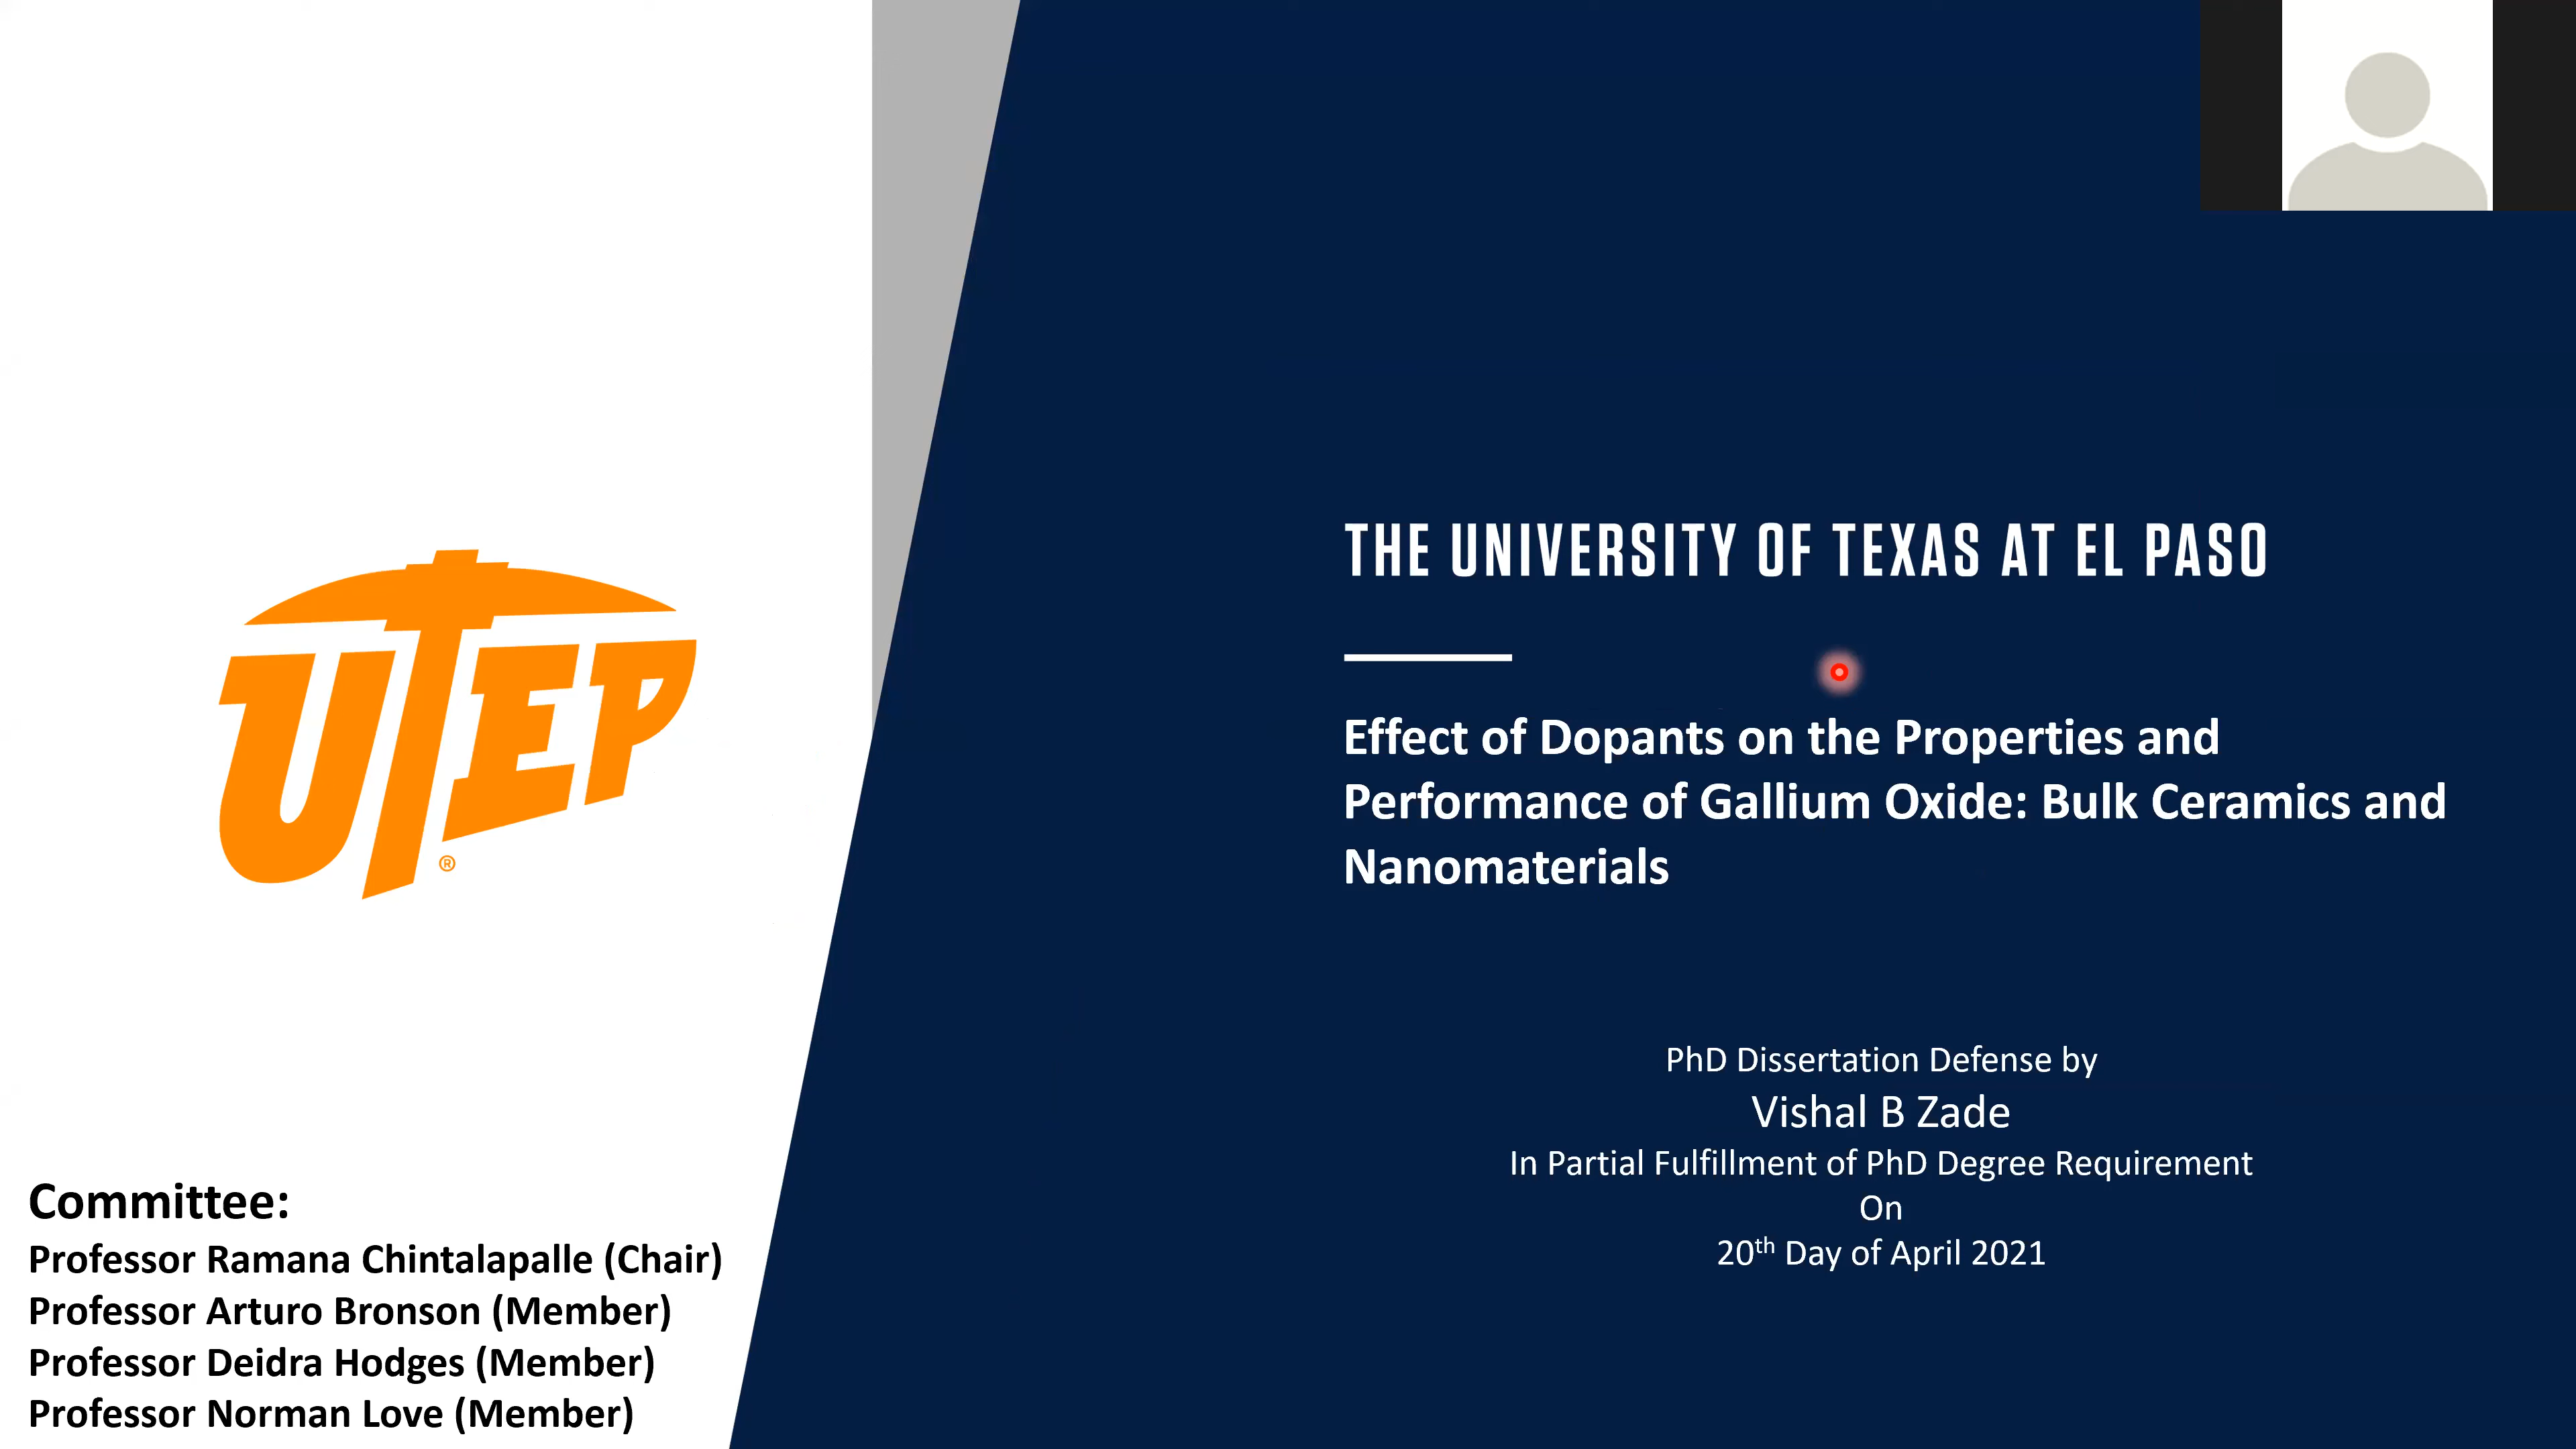 UTEP
®
THE UNIVERSITY OF TEXAS AT EL PASO
Effect of Dopants on the Properties and
Performance of Gallium Oxide: Bulk Ceramics and
Nanomaterials
PhD Dissertation Defense by
Vishal B Zade
In Partial Fulfillment of PhD Degree Requirement
On
20th Day of April 2021
Committee:
Professor Ramana Chintalapalle (Chair)
Professor Arturo Bronson (Member)
Professor Deidra Hodges (Member)
Professor Norman Love (Member)